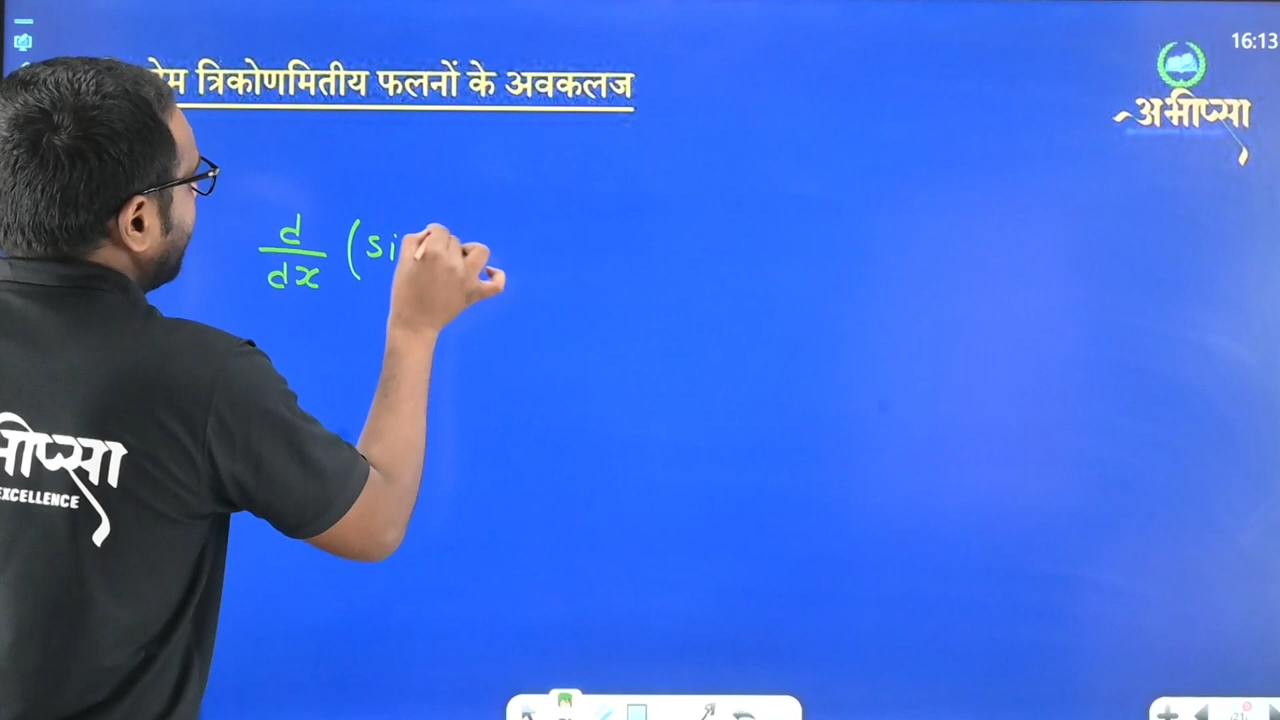 16:13
त्रिकोणमितीय फलनों के अवकलज
अभीप्सा
d
dx (si
EXCELLENCE